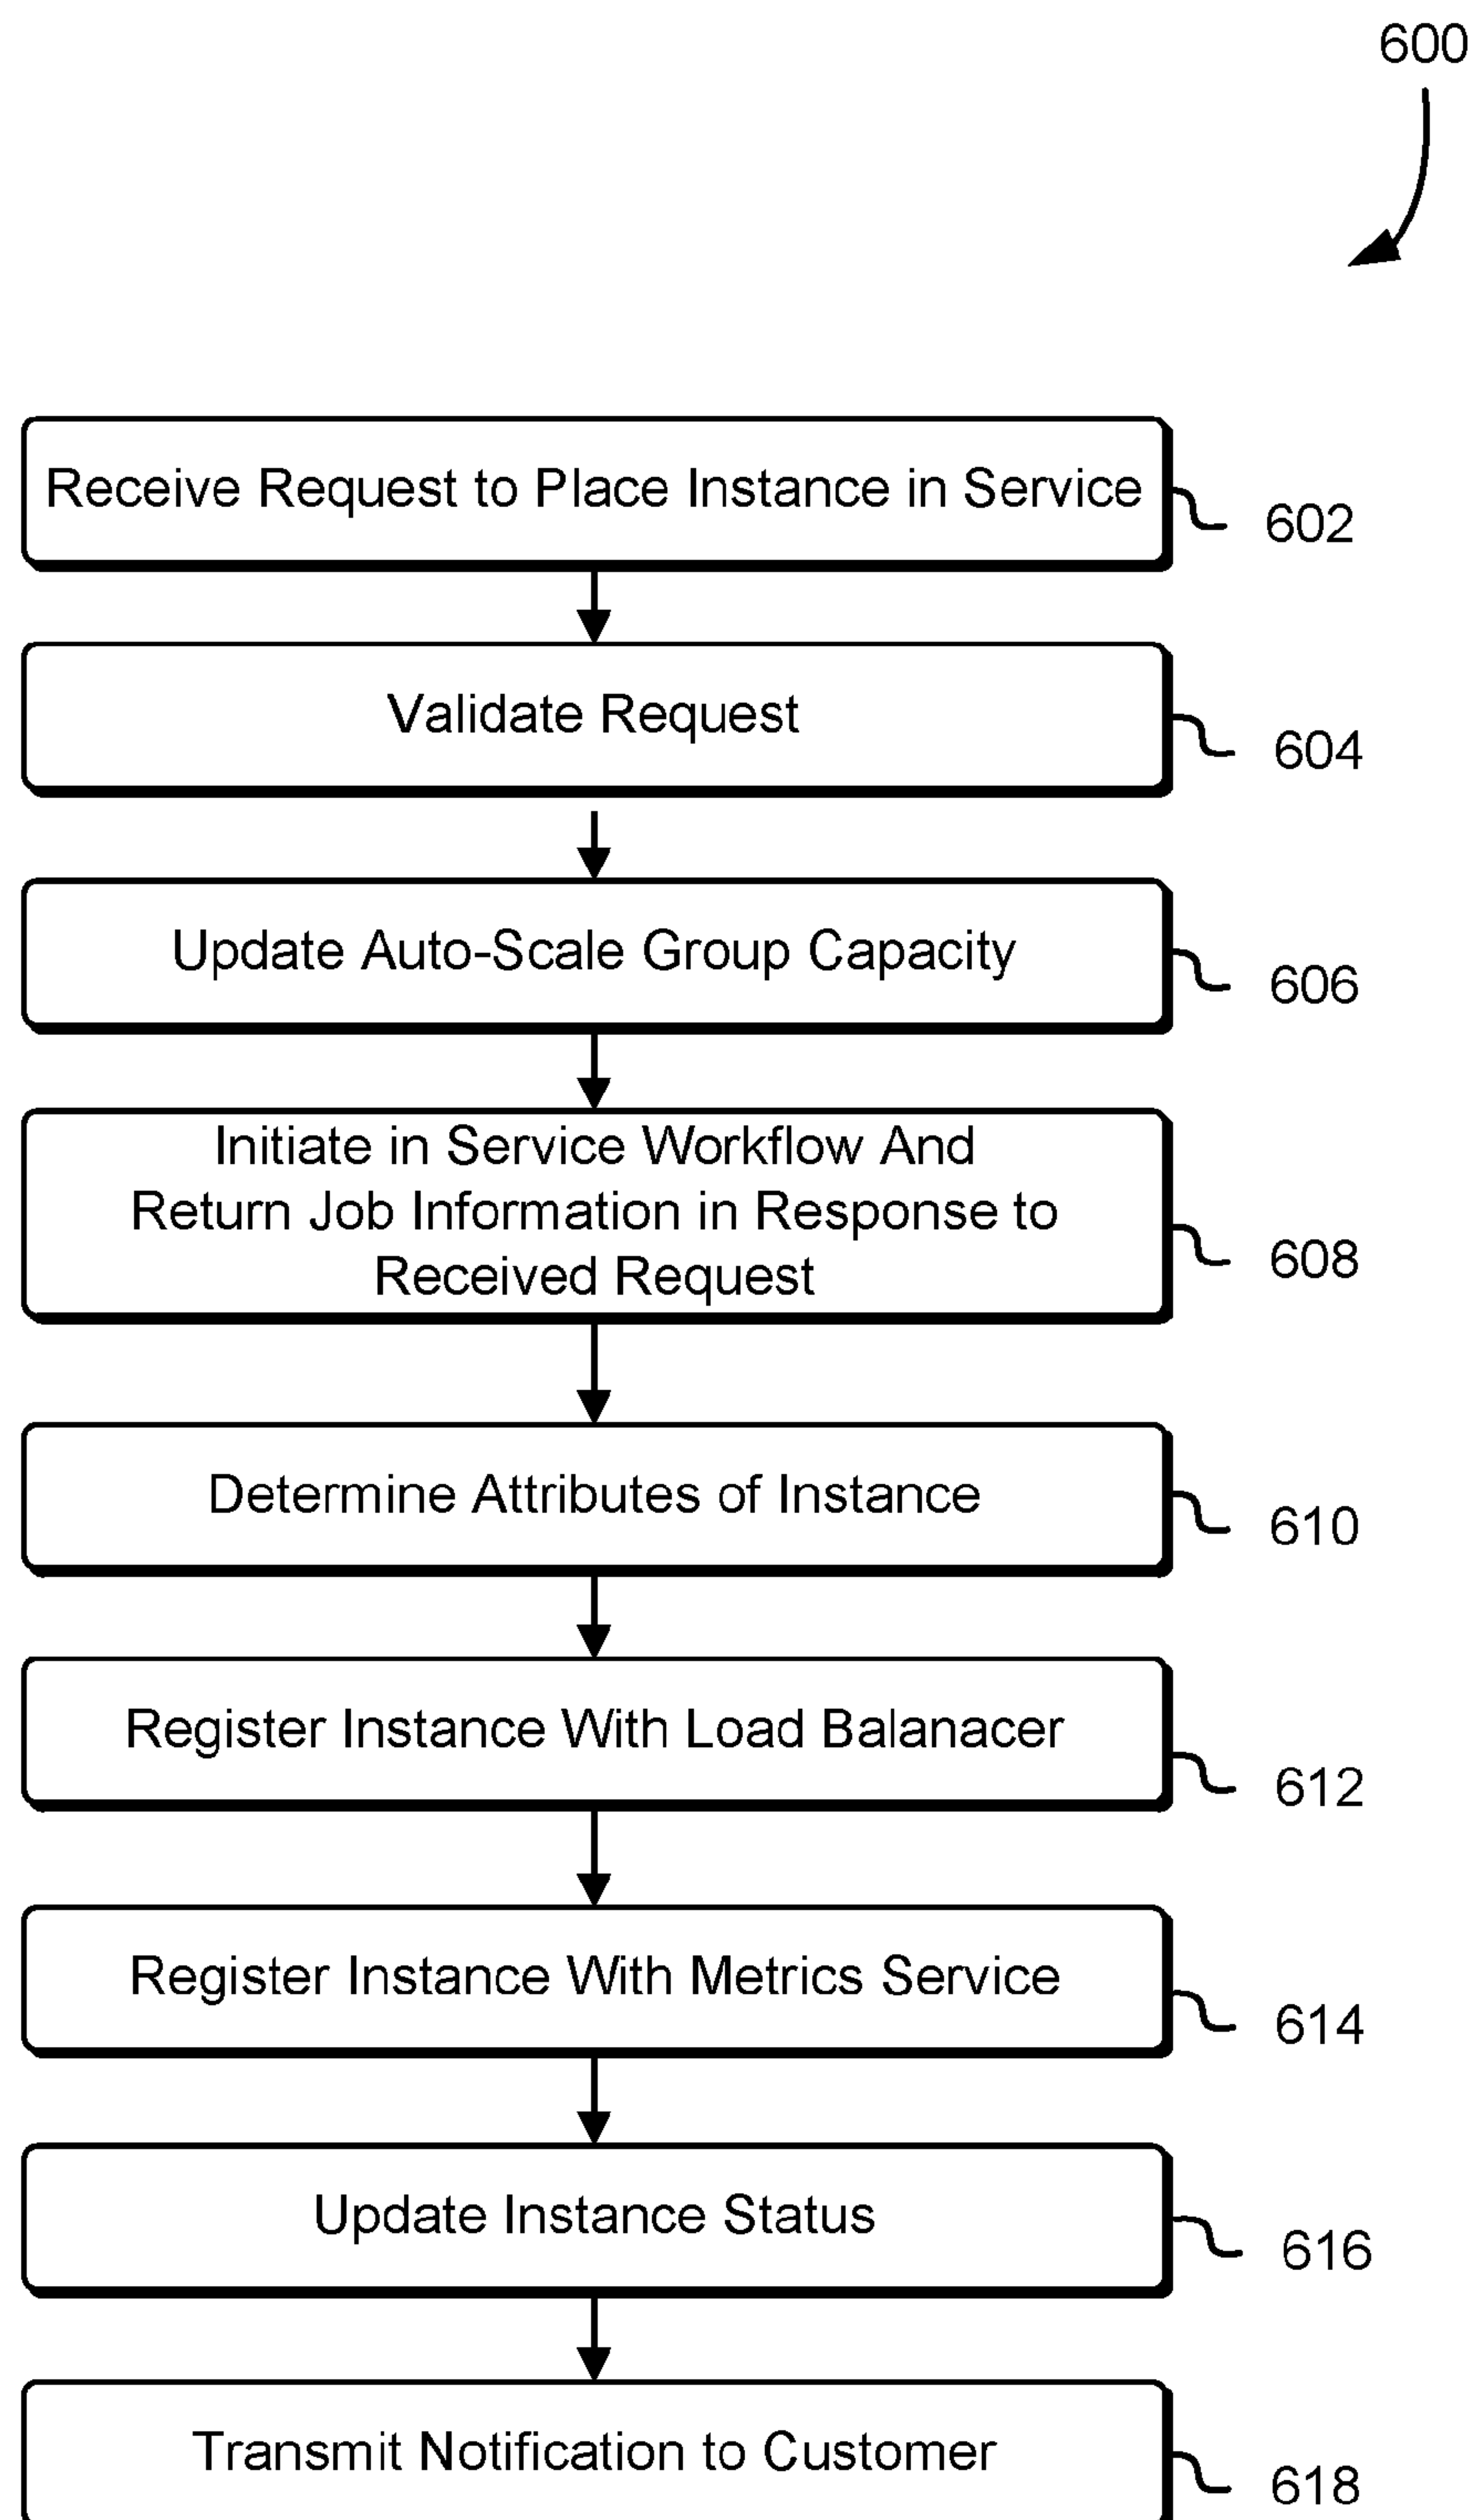 600
Receive Request to Place Instance in Service
602
Validate Request
604
Update Auto-Scale Group Capacity
606
Initiate in Service Workflow And
Return Job Information in Response to
Received Request
608
Determine Attributes of Instance
610
Register Instance With Load Balanacer
612
Register Instance With Metrics Service
614
Update Instance Status
616
Transmit Notification to Customer
618